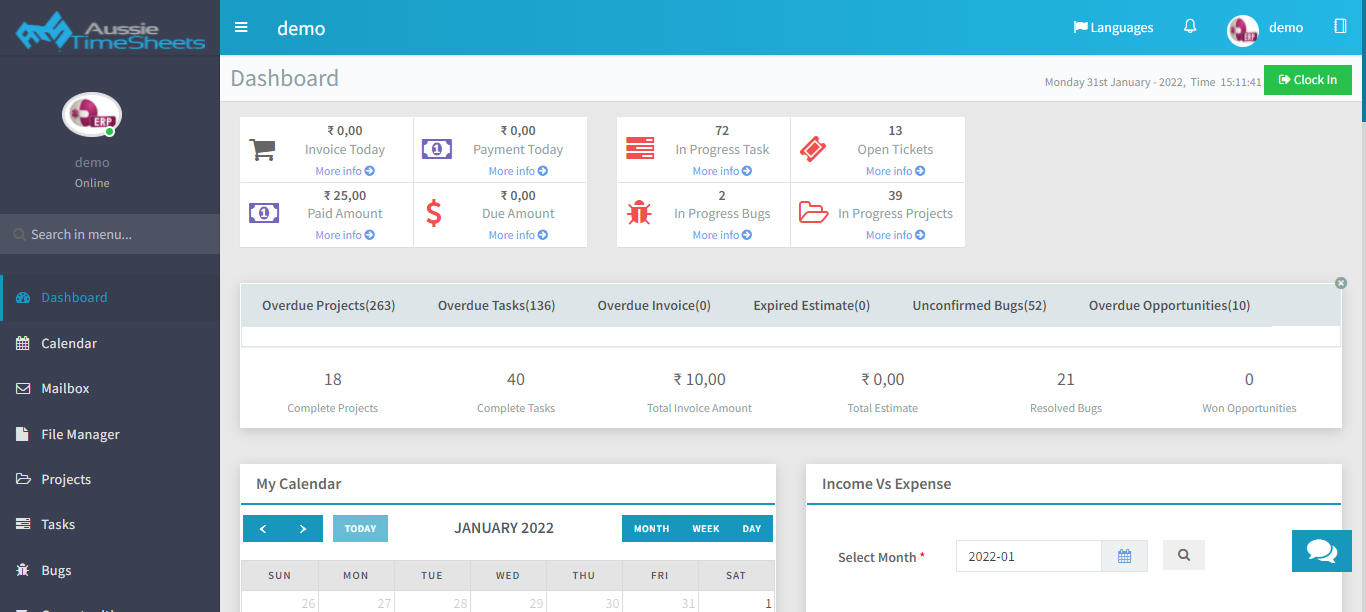 Aussie
TimeSheets
demo
Languages
demo
ERP
demo
Online
Search in menu...
Dashboard
Calendar
Mailbox
File Manager
Projects
Tasks
Bugs
Dashboard
Monday 31st January - 2022, Time 15:11:41
Clock In
₹ 0,00
Invoice Today
More info
₹ 0,00
Payment Today
More info
₹ 25,00
Paid Amount
More info
₹ 0,00
Due Amount
More info
72
In Progress Task
More info
13
Open Tickets
More info
2
In Progress Bugs
More info
39
In Progress Projects
More info
Overdue Projects(263) Overdue Tasks(136) Overdue Invoice(0) Expired Estimate(0) Unconfirmed Bugs(52) Overdue Opportunities(10)
18 40 ₹ 10,00 ₹ 0,00 21 0
Complete Projects Complete Tasks Total Invoice Amount Total Estimate Resolved Bugs Won Opportunities
My Calendar
TODAY JANUARY 2022 MONTH WEEK DAY
SUN MON TUE WED THU FRI SAT
26 27 28 29 30 31 1
Income Vs Expense
Select Month * 2022-01